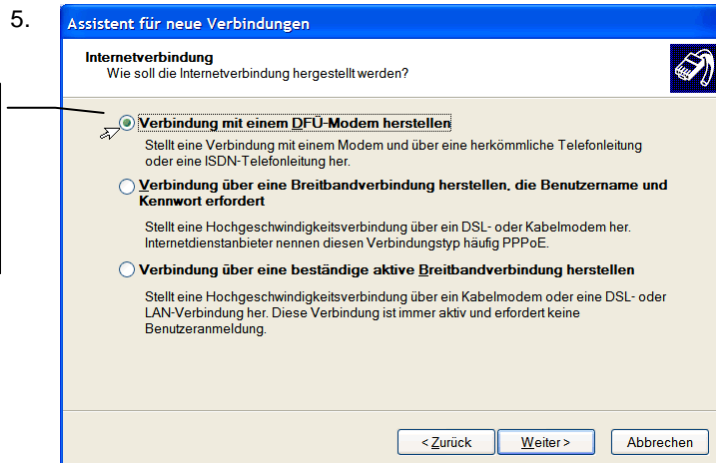 5.
Assistent für neue Verbindungen
Internetverbindung
Wie soll die Internetverbindung hergestellt werden?
Verbindung mit einem DFÜ-Modem herstellen
Stellt eine Verbindung mit einem Modem und über eine herkömmliche Telefonleitung
oder eine ISDN-Telefonleitung her.
Verbindung über eine Breitbandverbindung herstellen, die Benutzername und
Kennwort erfordert
Stellt eine Hochgeschwindigkeitsverbindung über ein DSL- oder Kabelmodem her.
Internetdienstanbieter nennen diesen Verbindungstyp häufig PPPoE.
Verbindung über eine beständige aktive Breitbandverbindung herstellen
Stellt eine Hochgeschwindigkeitsverbindung über ein Kabelmodem oder eine DSL- oder
LAN-Verbindung her. Diese Verbindung ist immer aktiv und erfordert keine
Benutzeranmeldung.
< Zurück Weiter > Abbrechen